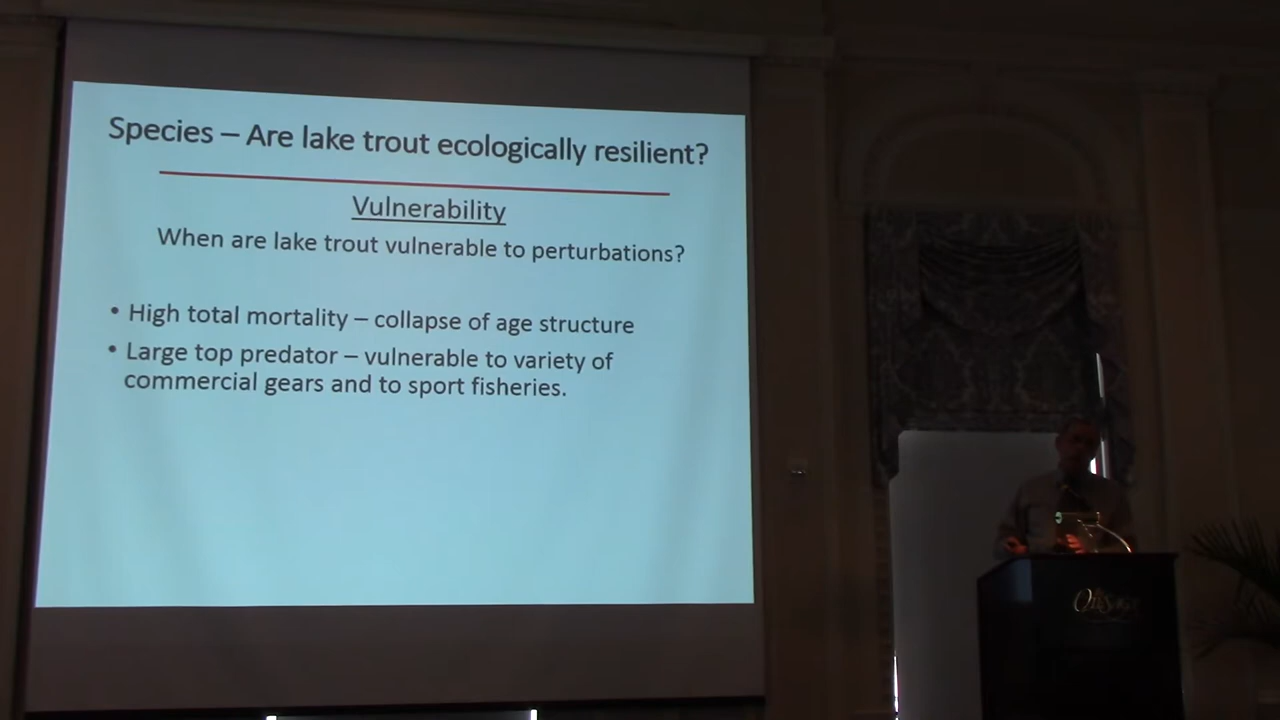 Species – Are lake trout ecologically resilient?
Vulnerability
When are lake trout vulnerable to perturbations?
• High total mortality – collapse of age structure
• Large top predator – vulnerable to variety of
commercial gears and to sport fisheries.